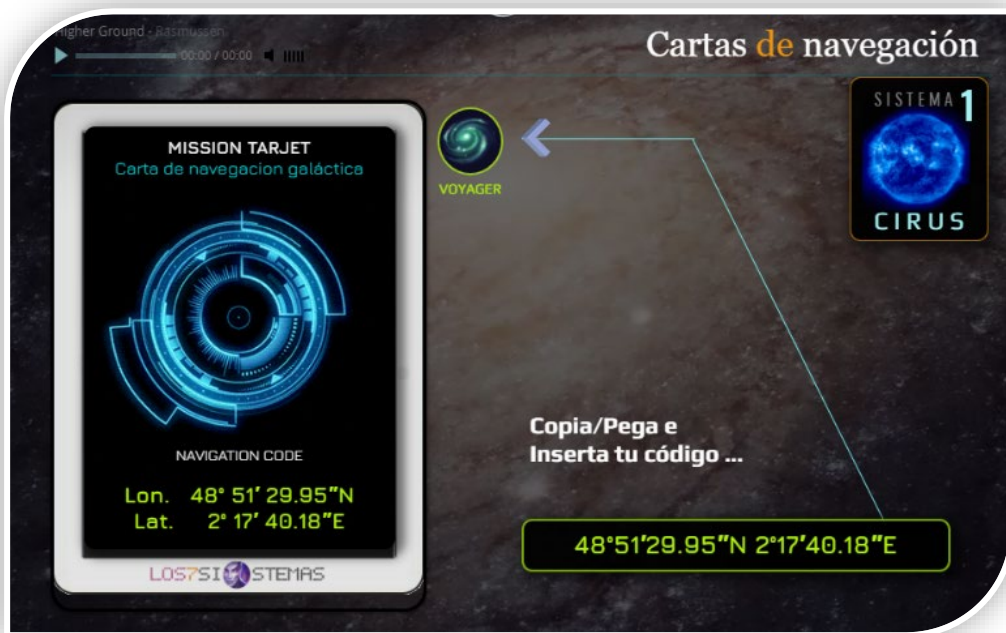 Higher Ground - Rasmussen
00:00 / 00:00
Cartas de navegación
SISTEMA 1
CIRUS
MISSION TARJET
Carta de navegacion galáctica
VOYAGER
NAVIGATION CODE
Lon. 48° 51' 29.95"N
Lat. 2° 17' 40.18"E
LOS7SISTEMAS
Copia/Pega e
Inserta tu código ...
48°51'29.95"N 2°17'40.18"E